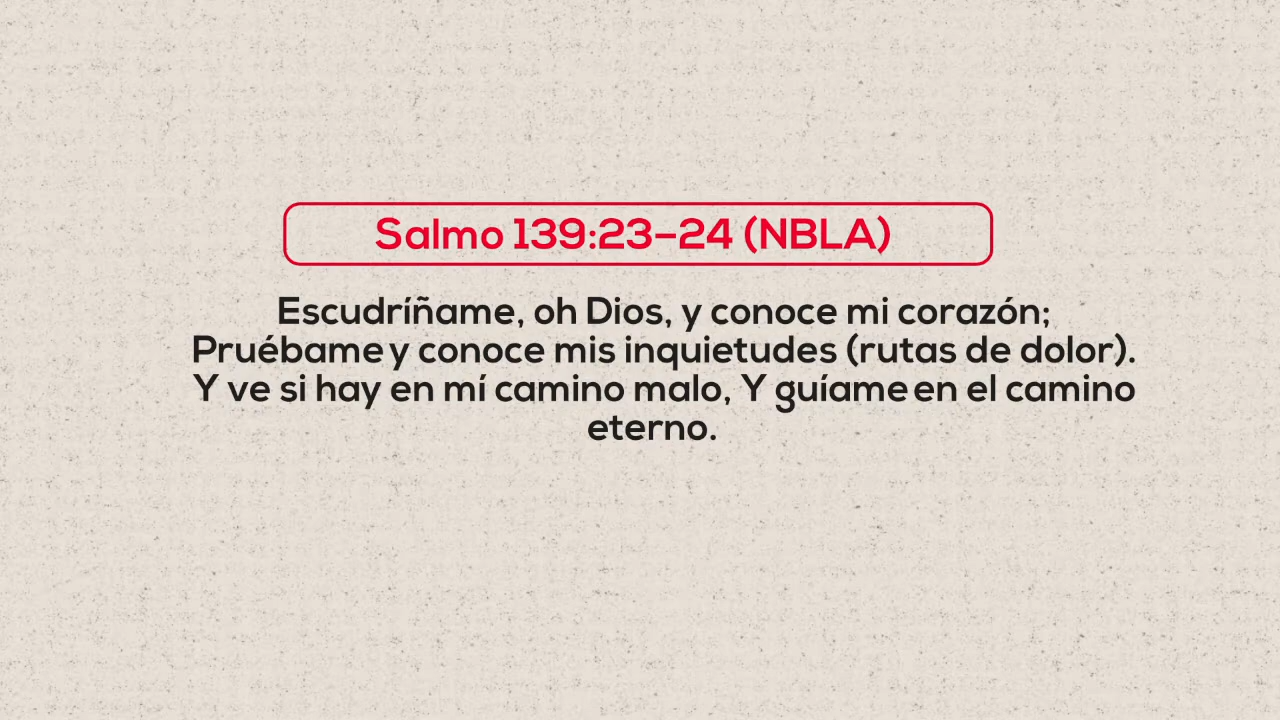 Salmo 139:23–24 (NBLA)
Escudríñame, oh Dios, y conoce mi corazón;
Pruébame y conoce mis inquietudes (rutas de dolor).
Y ve si hay en mí camino malo, Y guíame en el camino
eterno.